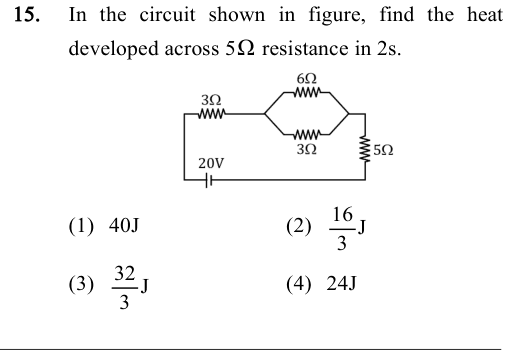 15. In the circuit shown in figure, find the heat
developed across 5Ω resistance in 2s.
6Ω
3Ω
3Ω
5Ω
20V
(1) 40J
(2) 16/3 J
(3) 32/3 J
(4) 24J